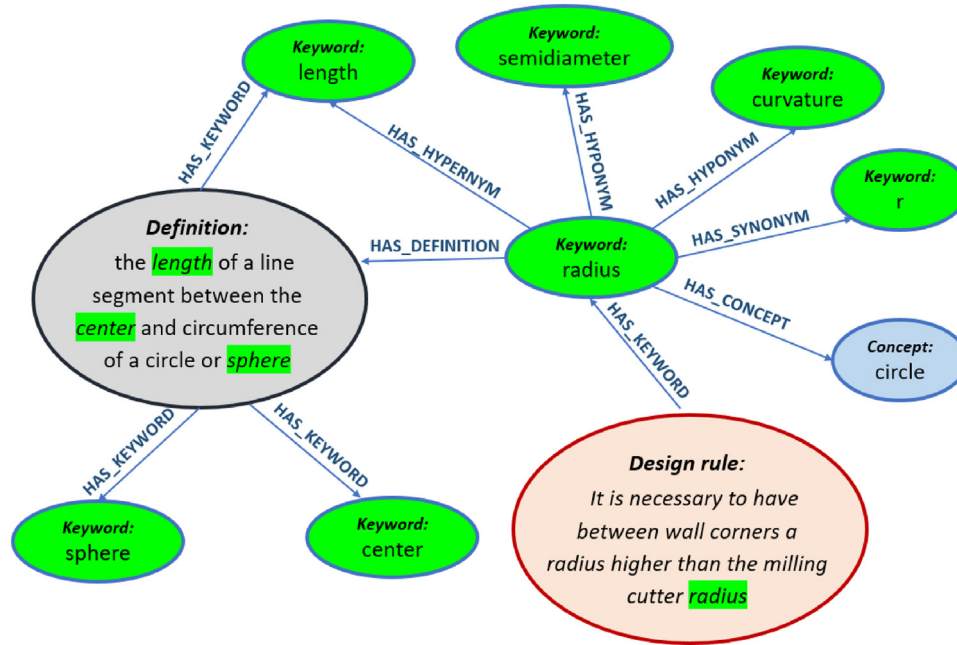 Keyword:
length
Keyword:
semidiameter
Keyword:
curvature
HAS_KEYWORD
HAS_HYPERNYM
HAS_HYPONYM
HAS_HYPONYM
Keyword:
r
HAS_SYNONYM
Definition:
the length of a line
segment between the
center and circumference
of a circle or sphere
HAS_DEFINITION
Keyword:
radius
HAS_CONCEPT
Concept:
circle
HAS_KEYWORD
HAS_KEYWORD
HAS_KEYWORD
Keyword:
sphere
Keyword:
center
Design rule:
It is necessary to have
between wall corners a
radius higher than the milling
cutter radius